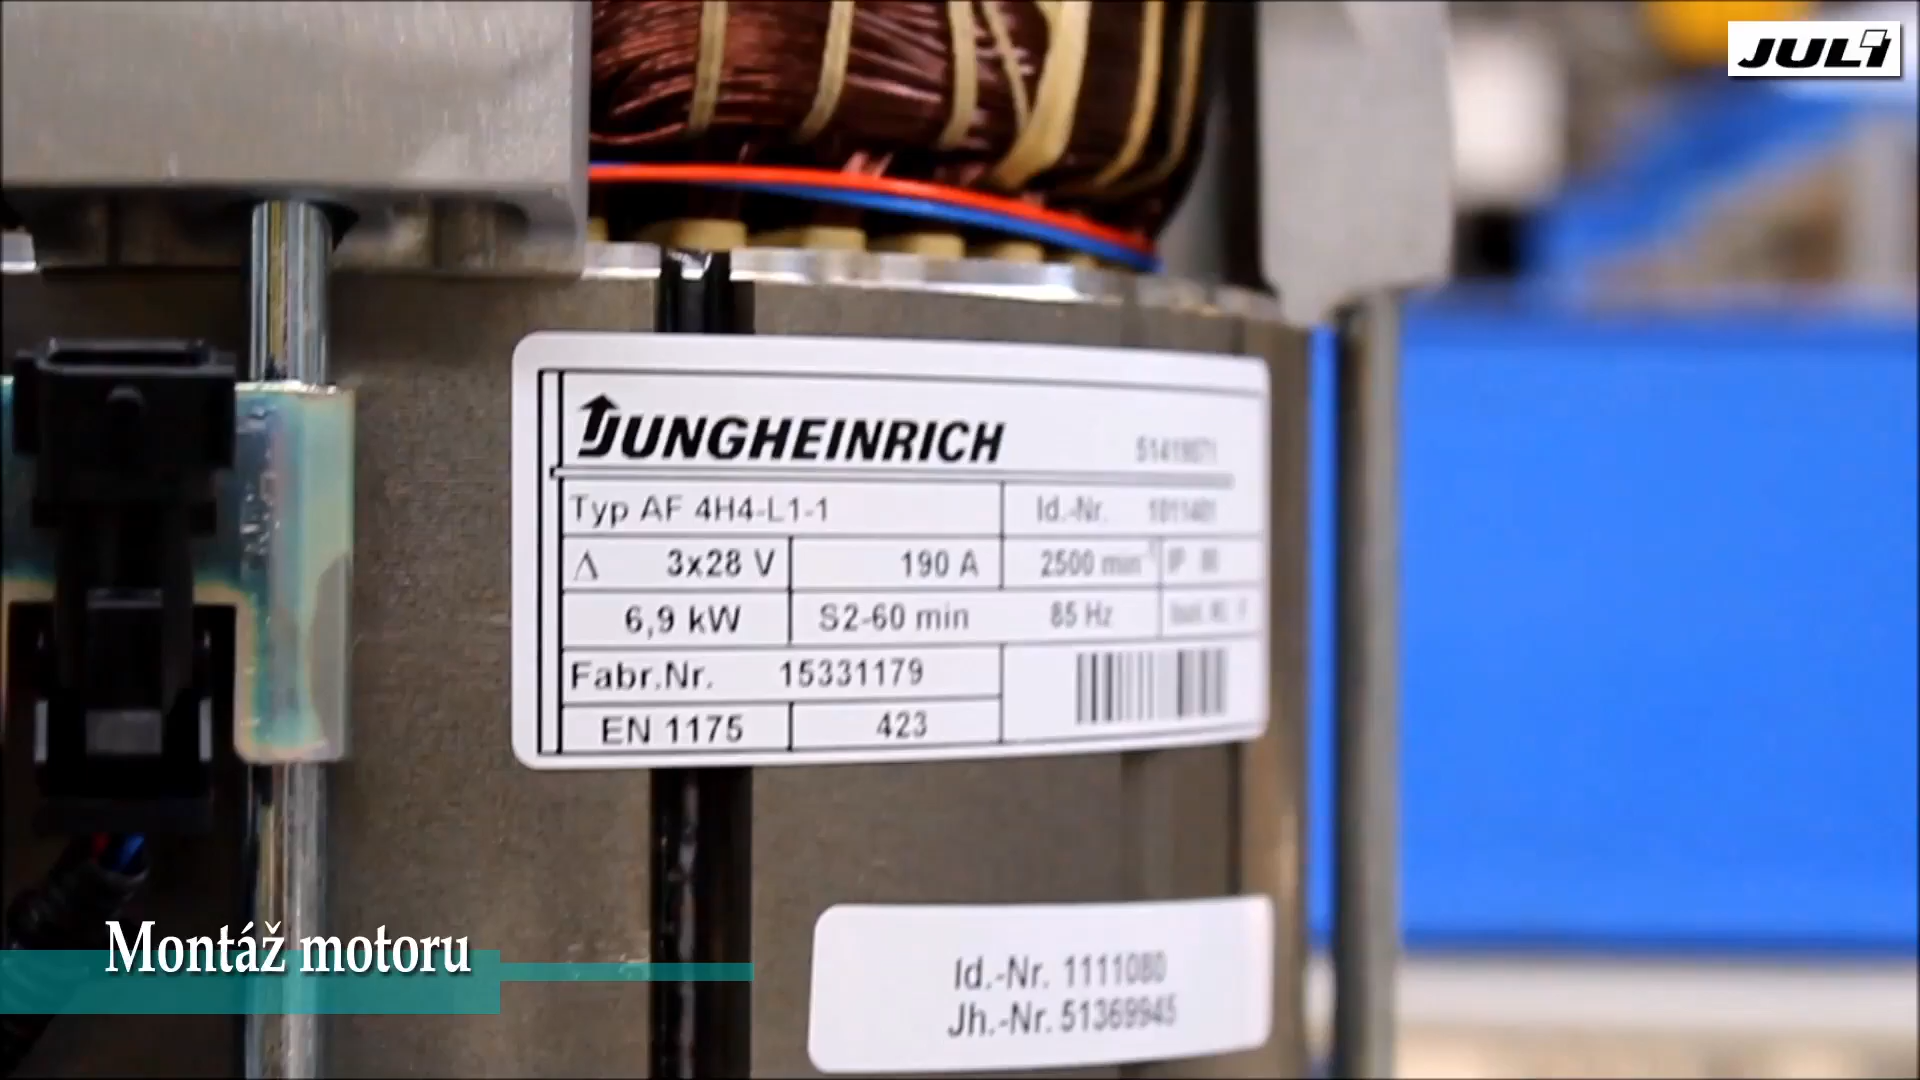 JULI
JUNGHEINRICH
Typ AF 4H4-L1-1 Id.-Nr.
Δ 3x28 V 190 A 2500 min IP
6,9 kW S2-60 min 85 Hz
Fabr.Nr. 15331179
EN 1175 423
Montáž motoru
Id.-Nr. 1111080
Jh.-Nr. 51369945